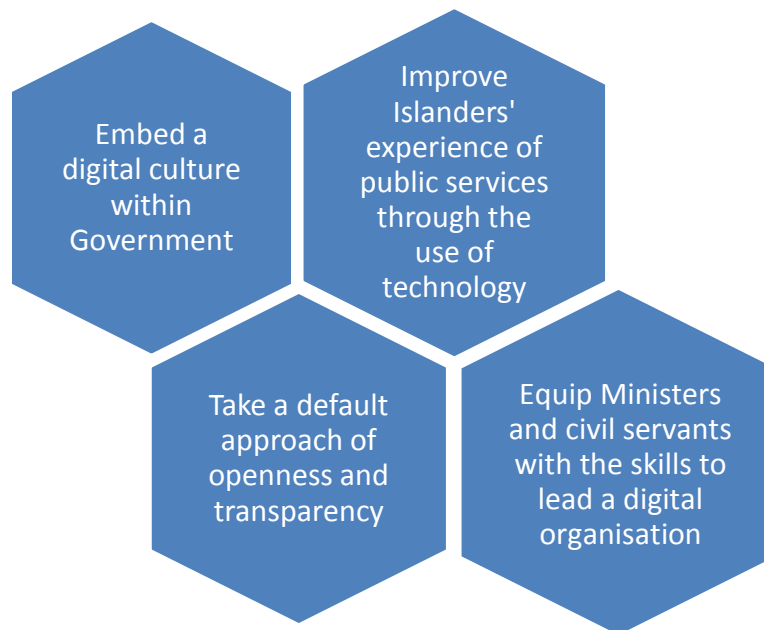 Embed a
digital culture
within
Government
Improve
Islanders'
experience of
public services
through the
use of
technology
Take a default
approach of
openness and
transparency
Equip Ministers
and civil servants
with the skills to
lead a digital
organisation